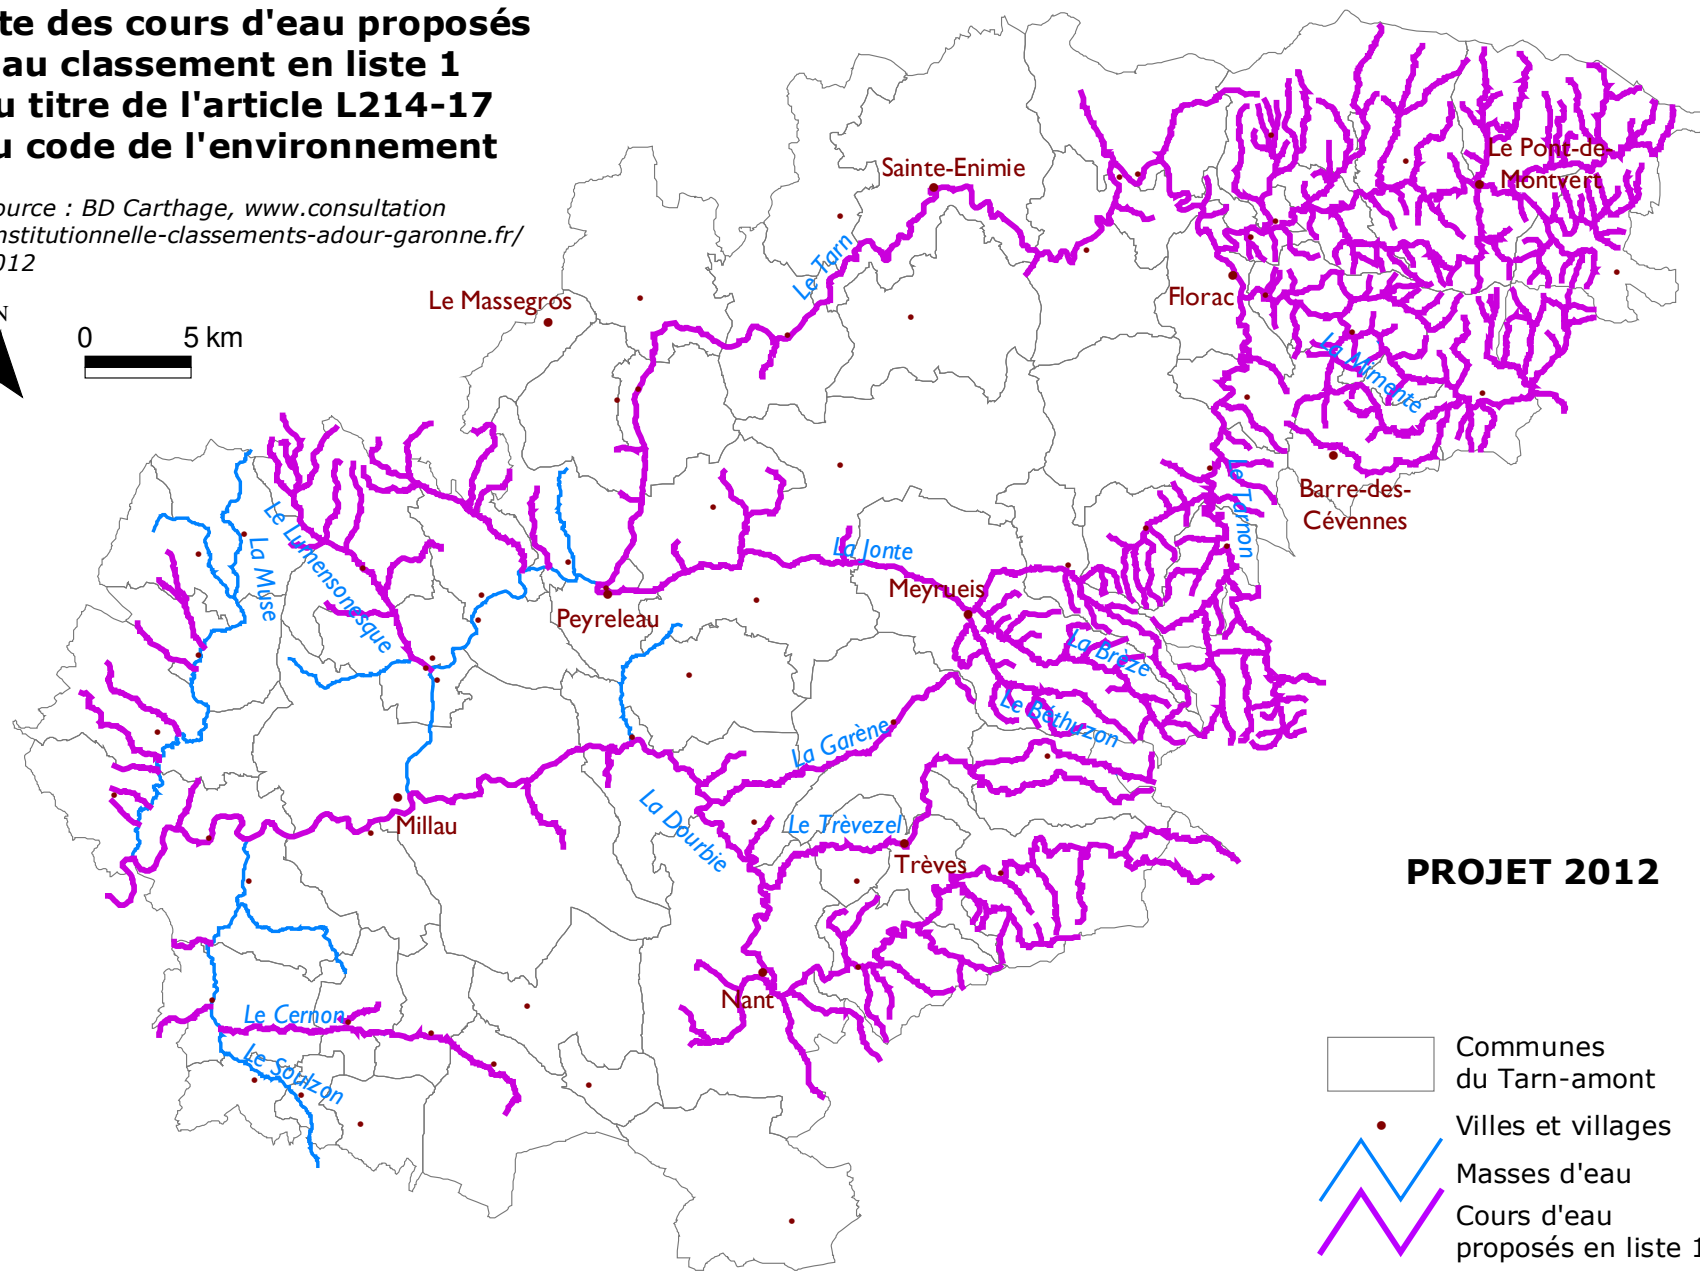 te des cours d'eau proposés
au classement en liste 1
u titre de l'article L214-17
u code de l'environnement
ource : BD Carthage, www.consultation
nstitutionnelle-classements-adour-garonne.fr/
012
N
0 5 km
Sainte-Enimie
Le Pont-de-
Montvert
Le Tarn
Le Massegros
Florac
La Mimente
Le Tarnon
Barre-des-
Cévennes
La Muse
Le Lumensonesque
La Jonte
Meyrueis
Peyreleau
La Brèze
Le Béthuzon
La Garène
La Dourbie
Millau
Le Trèvezel
Trèves
PROJET 2012
Nant
Le Cernon
Le Soulzon
Communes
du Tarn-amont
Villes et villages
Masses d'eau
Cours d'eau
proposés en liste 1